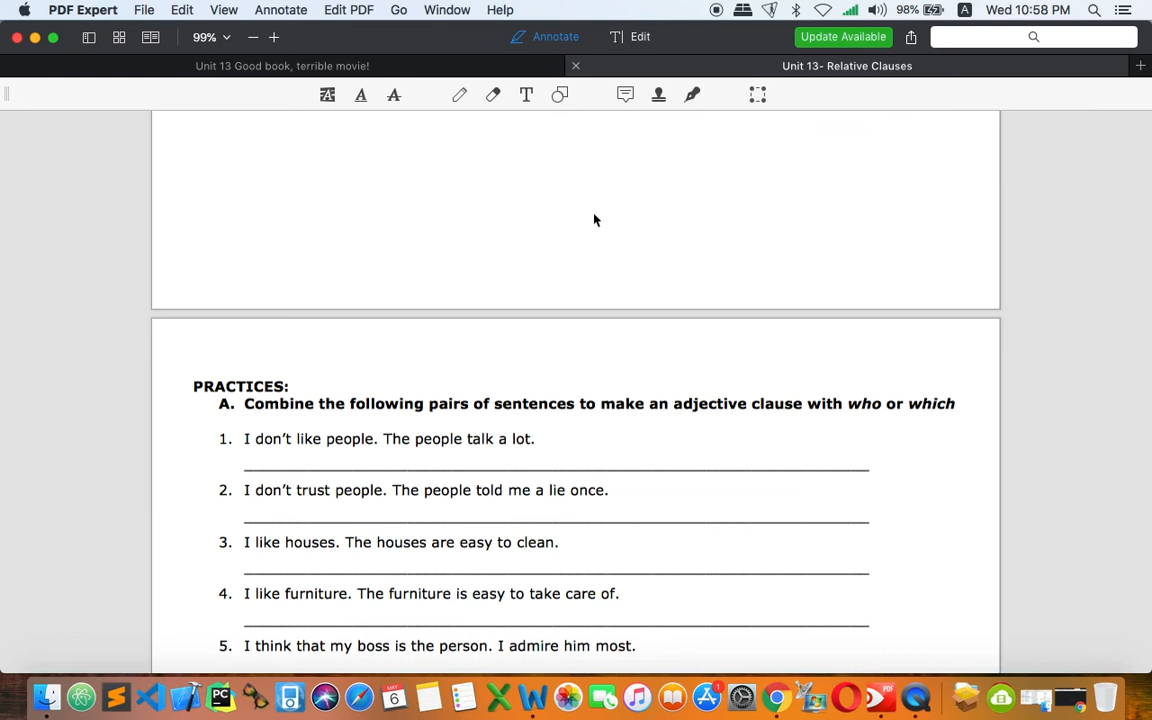 PDF Expert File Edit View Annotate Edit PDF Go Window Help 98% A Wed 10:58 PM
99% Annotate T Edit Update Available
Unit 13 Good book, terrible movie! Unit 13- Relative Clauses
PRACTICES:
A. Combine the following pairs of sentences to make an adjective clause with who or which
1. I don't like people. The people talk a lot.
2. I don't trust people. The people told me a lie once.
3. I like houses. The houses are easy to clean.
4. I like furniture. The furniture is easy to take care of.
5. I think that my boss is the person. I admire him most.